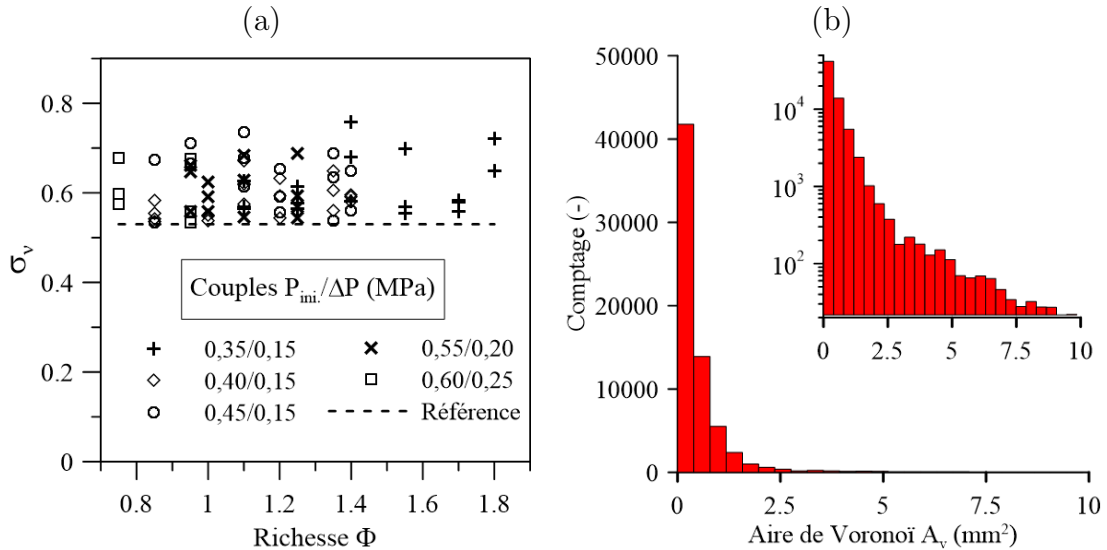 (a)
0.8
0.6
0.4
0.2
0
σᵥ
0.8 1 1.2 1.4 1.6 1.8
Richesse Φ
Couples P_ini./ΔP (MPa)
0,35/0,15
0,40/0,15
0,45/0,15
0,55/0,20
0,60/0,25
Référence
(b)
50000
40000
30000
20000
10000
0
Comptage (-)
0 2.5 5 7.5 10
Aire de Voronoï Aᵥ (mm²)
10⁴
10³
10²
0 2.5 5 7.5 10